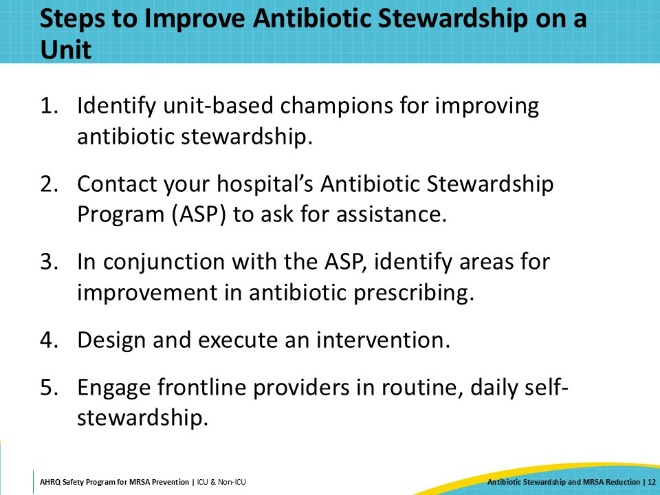 Steps to Improve Antibiotic Stewardship on a
Unit
1. Identify unit-based champions for improving
antibiotic stewardship.
2. Contact your hospital’s Antibiotic Stewardship
Program (ASP) to ask for assistance.
3. In conjunction with the ASP, identify areas for
improvement in antibiotic prescribing.
4. Design and execute an intervention.
5. Engage frontline providers in routine, daily self-
stewardship.
AHRQ Safety Program for MRSA Prevention | ICU & Non-ICU
Antibiotic Stewardship and MRSA Reduction | 12